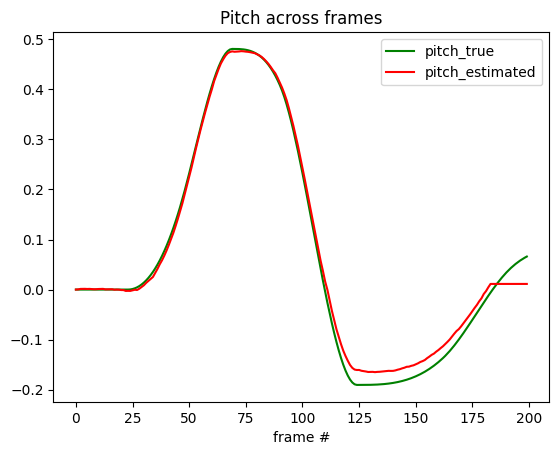 Pitch across frames
pitch_true
pitch_estimated
0.5
0.4
0.3
0.2
0.1
0.0
−0.1
−0.2
0 25 50 75 100 125 150 175 200
frame #